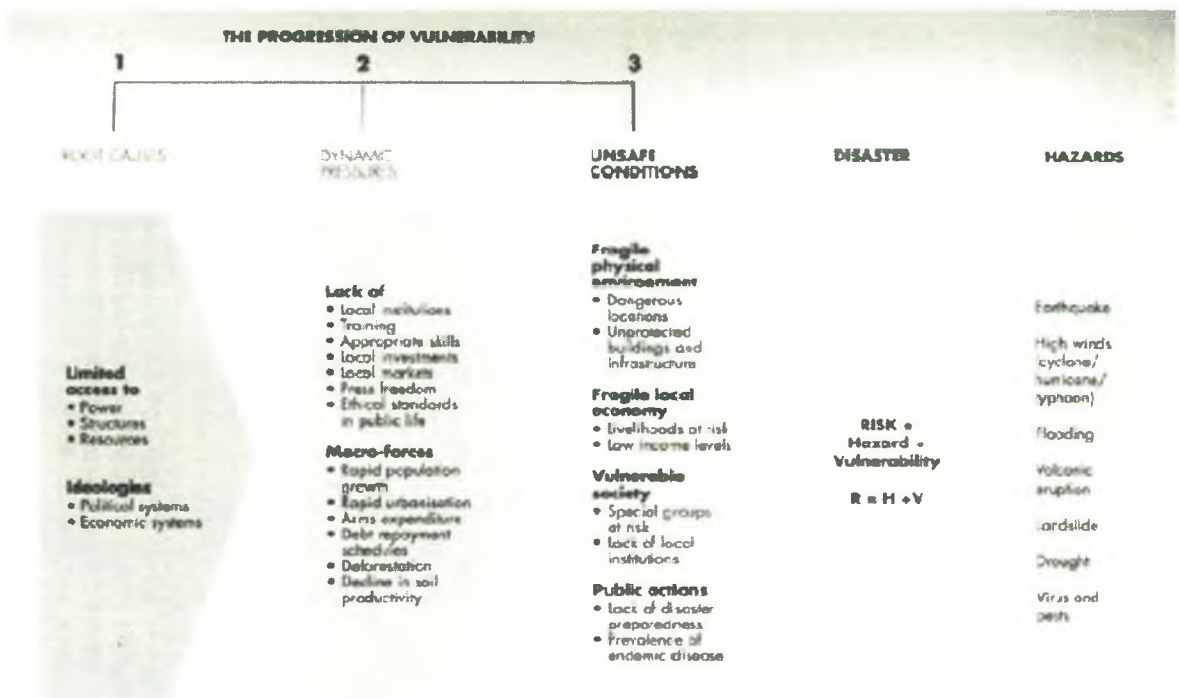 THE PROGRESSION OF VULNERABILITY
1
2
3
ROOT CAUSES
DYNAMIC
PRESSURES
UNSAFE
CONDITIONS
DISASTER
HAZARDS
Limited
access to
• Power
• Structures
• Resources
Ideologies
• Political systems
• Economic systems
Lack of
• Local institutions
• Training
• Appropriate skills
• Local investments
• Local markets
• Press freedom
• Ethical standards
in public life
Macro-forces
• Rapid population
growth
• Rapid urbanisation
• Arms expenditure
• Debt repayment
schedules
• Deforestation
• Decline in soil
productivity
Fragile
physical
environment
• Dangerous
locations
• Unprotected
buildings and
infrastructure
Fragile local
economy
• Livelihoods at risk
• Low income levels
Vulnerable
society
• Special groups
at risk
• Lack of local
institutions
Public actions
• Lack of disaster
preparedness
• Prevalence of
endemic disease
RISK =
Hazard +
Vulnerability
R = H + V
Earthquake
High winds
(cyclone/
hurricane/
typhoon)
Flooding
Volcanic
eruption
Landslide
Drought
Virus and
pests